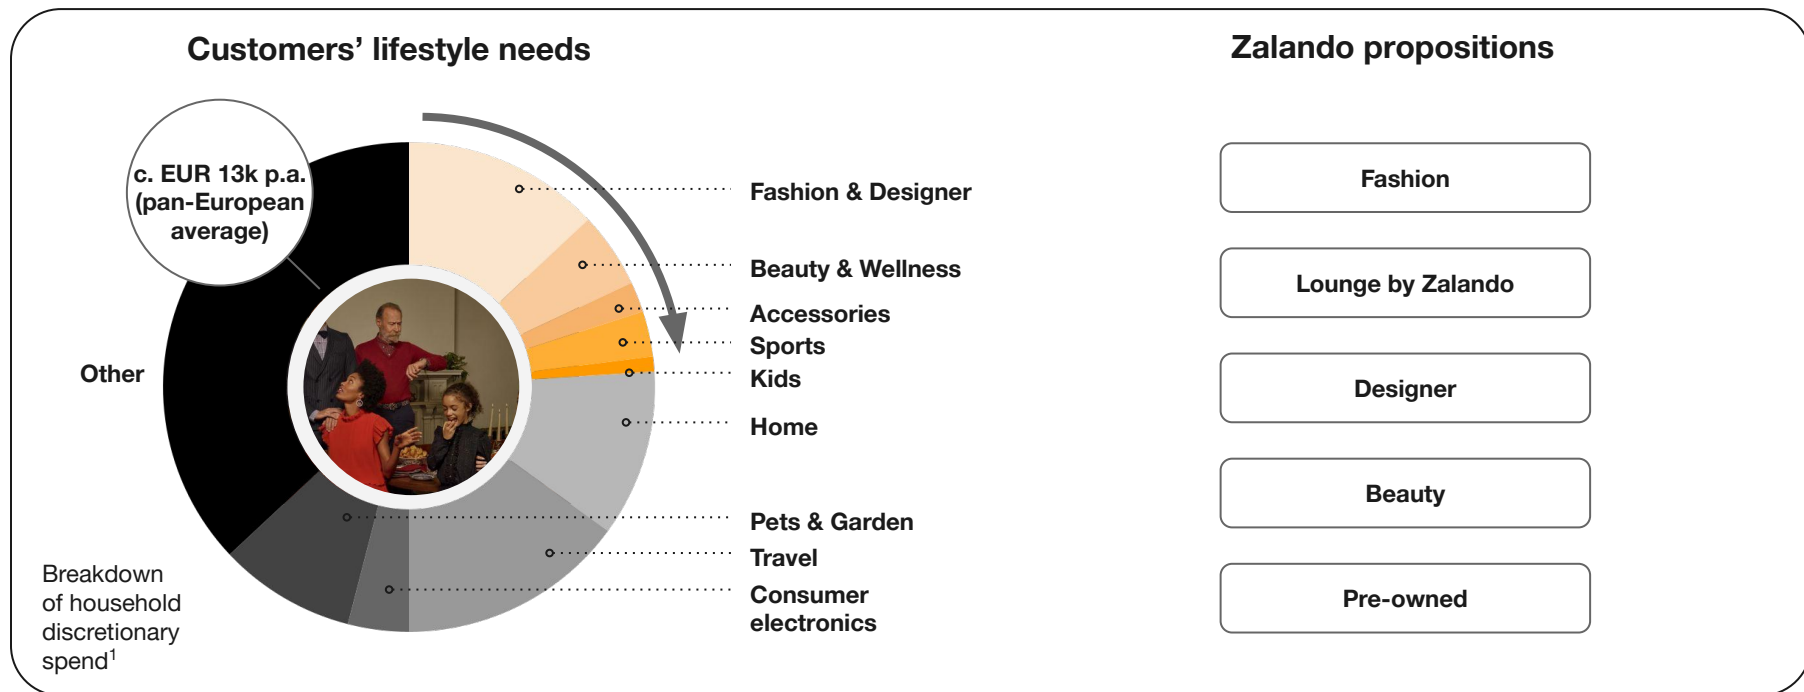 Customers’ lifestyle needs
c. EUR 13k p.a.
(pan-European
average)
Other
Breakdown
of household
discretionary
spend1
Fashion & Designer
Beauty & Wellness
Accessories
Sports
Kids
Home
Pets & Garden
Travel
Consumer
electronics
Zalando propositions
Fashion
Lounge by Zalando
Designer
Beauty
Pre-owned